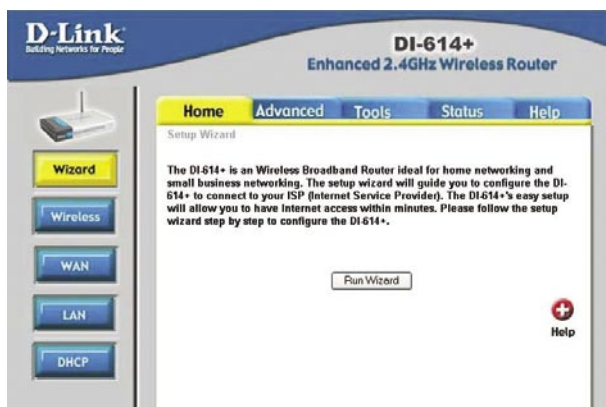 D-Link
Building Networks for People
DI-614+
Enhanced 2.4GHz Wireless Router
Home Advanced Tools Status Help
Setup Wizard
Wizard
Wireless
WAN
LAN
DHCP
The DI-614+ is an Wireless Broadband Router ideal for home networking and
small business networking. The setup wizard will guide you to configure the DI-
614+ to connect to your ISP (Internet Service Provider). The DI-614+'s easy setup
will allow you to have Internet access within minutes. Please follow the setup
wizard step by step to configure the DI-614+.
Run Wizard
Help